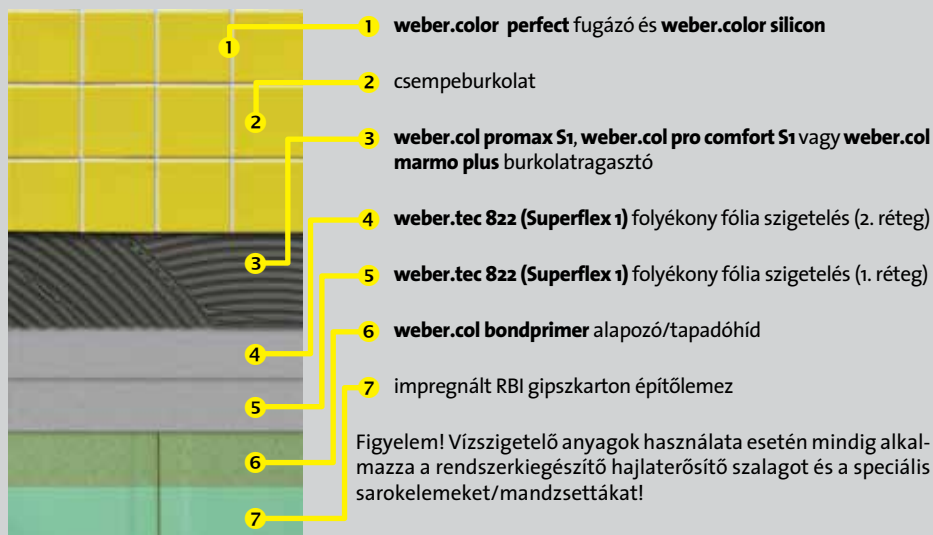 1 weber.color perfect fugázó és weber.color silicon
2 csempeburkolat
3 weber.col promax S1, weber.col pro comfort S1 vagy weber.col
marmo plus burkolatragasztó
4 weber.tec 822 (Superflex 1) folyékony fólia szigetelés (2. réteg)
5 weber.tec 822 (Superflex 1) folyékony fólia szigetelés (1. réteg)
6 weber.col bondprimer alapozó/tapadóhíd
7 impregnált RBI gipszkarton építőlemez
Figyelem! Vízszigetelő anyagok használata esetén mindig alkal-
mazza a rendszerkiegészítő hajlaterősítő szalagot és a speciális
sarokelemeket/mandzsettákat!
1
2
3
4
5
6
7